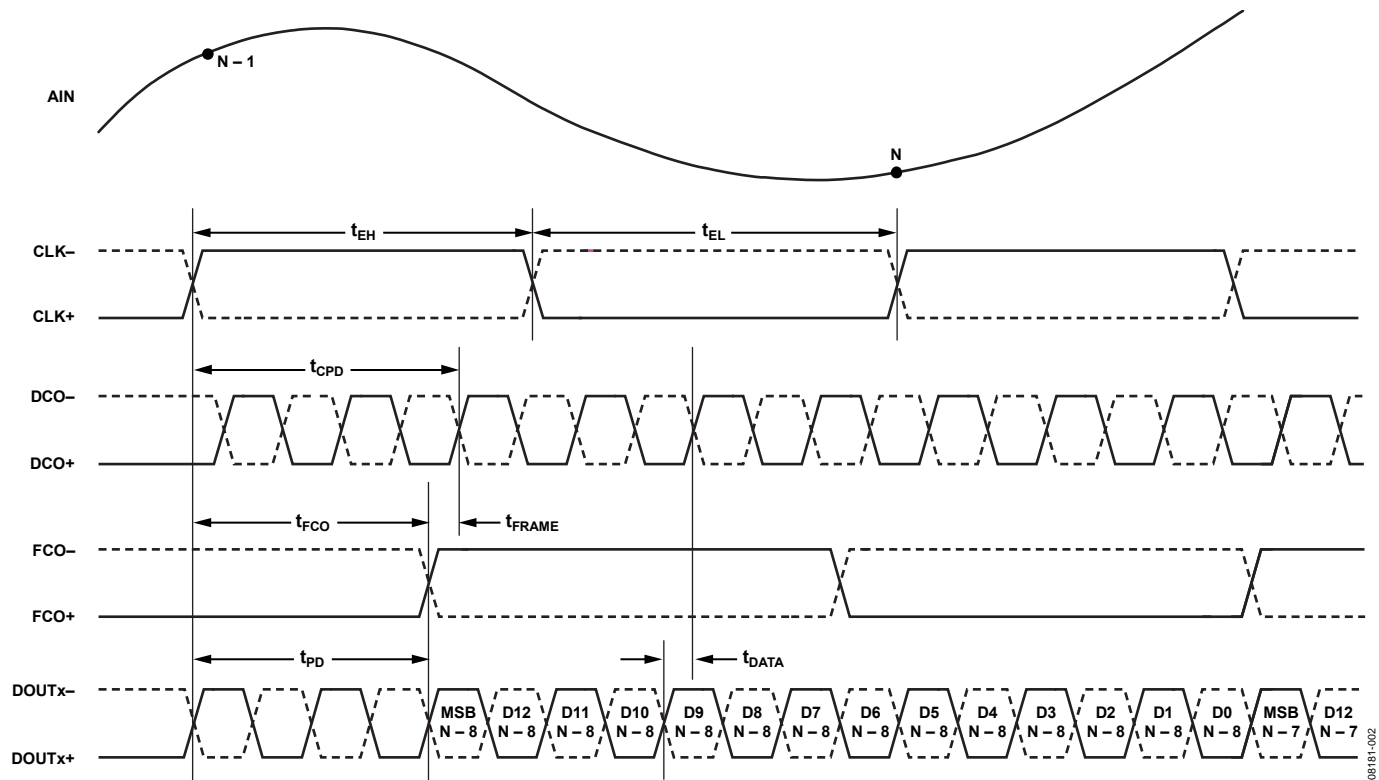 N – 1
AIN
N
tEH
tEL
CLK–
CLK+
tCPD
DCO–
DCO+
tFCO
tFRAME
FCO–
FCO+
tPD
tDATA
DOUTx–
MSB D12 D11 D10 D9 D8 D7 D6 D5 D4 D3 D2 D1 D0 MSB D12
N – 8 N – 8 N – 8 N – 8 N – 8 N – 8 N – 8 N – 8 N – 8 N – 8 N – 8 N – 8 N – 8 N – 8 N – 7 N – 7
DOUTx+
08181-002